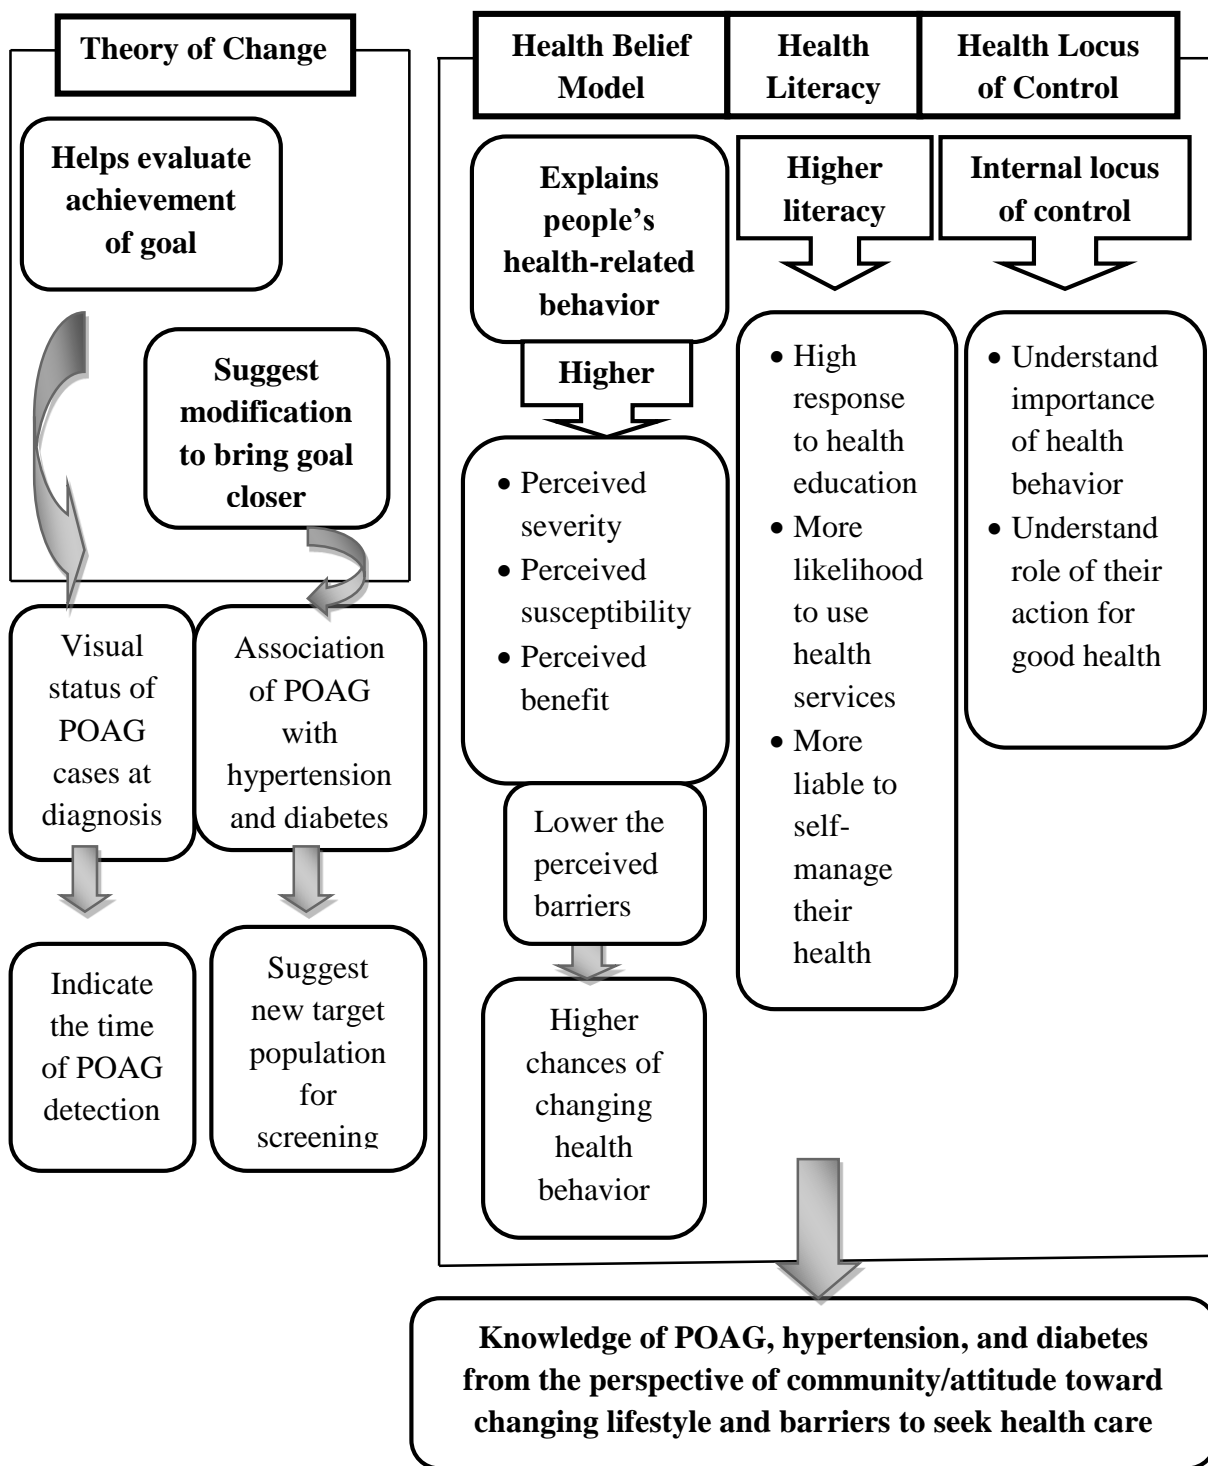 Theory of Change
Helps evaluate
achievement
of goal
Suggest
modification
to bring goal
closer
Visual
status of
POAG
cases at
diagnosis
Association
of POAG
with
hypertension
and diabetes
Indicate
the time
of POAG
detection
Suggest
new target
population
for
screening
Health Belief
Model
Health
Literacy
Health Locus
of Control
Explains
people’s
health-related
behavior
Higher
• Perceived
severity
• Perceived
susceptibility
• Perceived
benefit
Lower the
perceived
barriers
Higher
chances of
changing
health
behavior
Higher
literacy
• High
response
to health
education
• More
likelihood
to use
health
services
• More
liable to
self-
manage
their
health
Internal locus
of control
• Understand
importance
of health
behavior
• Understand
role of their
action for
good health
Knowledge of POAG, hypertension, and diabetes
from the perspective of community/attitude toward
changing lifestyle and barriers to seek health care